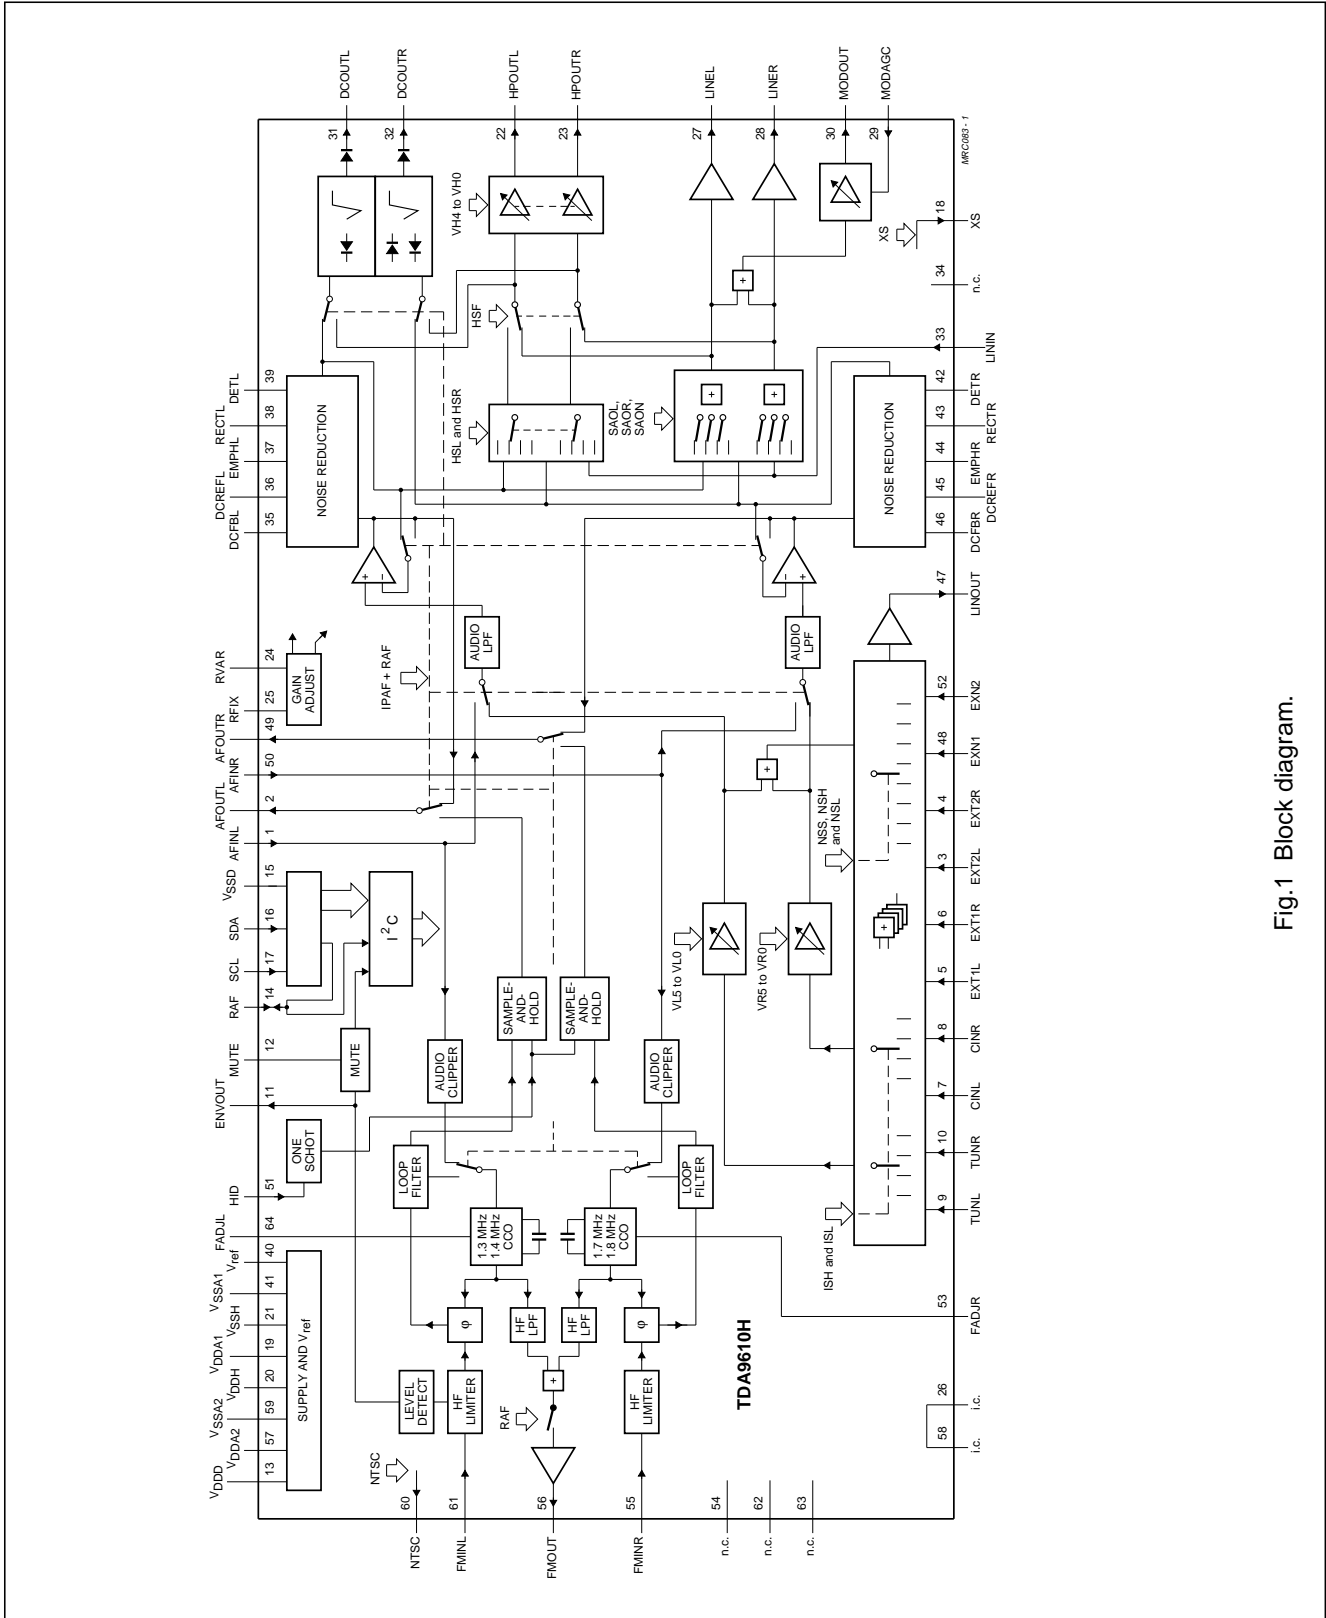 VDDD
VDDA2
VSSA2
VDDH
VDDA1
VSSH
VSSA1
Vref
FADJL
HID
ENVOUT
MUTE
RAF
SCL
SDA
VSSD
AFINL
AFOUTL
AFINR
AFOUTR
RFIX
RVAR
DCFBL
DCREFL
EMPHL
RECTL
DETL
13
57
59
20
19
21
41
40
64
51
11
12
14
17
16
15
1
2
50
49
25
24
35
36
37
38
39
SUPPLY AND Vref
ONE
SCHOT
MUTE
I2C
GAIN
ADJUST
NOISE REDUCTION
31
DCOUTL
32
DCOUTR
NTSC
60
NTSC
LEVEL
DETECT
LOOP
FILTER
AUDIO
CLIPPER
IPAF + RAF
AUDIO
LPF
+
−
HSL and HSR
HSF
VH4 to VH0
22
HPOUTL
23
HPOUTR
FMINL
61
HF
LIMITER
φ
1.3 MHz
1.4 MHz
CCO
SAMPLE-
AND-
HOLD
HF
LPF
RAF
+
FMOUT
56
HF
LPF
1.7 MHz
1.8 MHz
CCO
SAMPLE-
AND-
HOLD
SAOL,
SAOR,
SAON
+
+
27
LINEL
28
LINER
+
30
MODOUT
29
MODAGC
FMINR
55
HF
LIMITER
φ
LOOP
FILTER
AUDIO
CLIPPER
VL5 to VL0
VR5 to VR0
+
AUDIO
LPF
−
+
n.c.
54
n.c.
62
n.c.
63
TDA9610H
ISH and ISL
NSS, NSH
and NSL
+
NOISE REDUCTION
XS
MRC083 - 1
58
26
53
9
10
7
8
5
6
3
4
48
52
47
46
45
44
43
42
33
34
18
i.c.
i.c.
FADJR
TUNL
TUNR
CINL
CINR
EXT1L
EXT1R
EXT2L
EXT2R
EXN1
EXN2
LINOUT
DCFBR
DCREFR
EMPHR
RECTR
DETR
LININ
n.c.
XS
Fig.1 Block diagram.